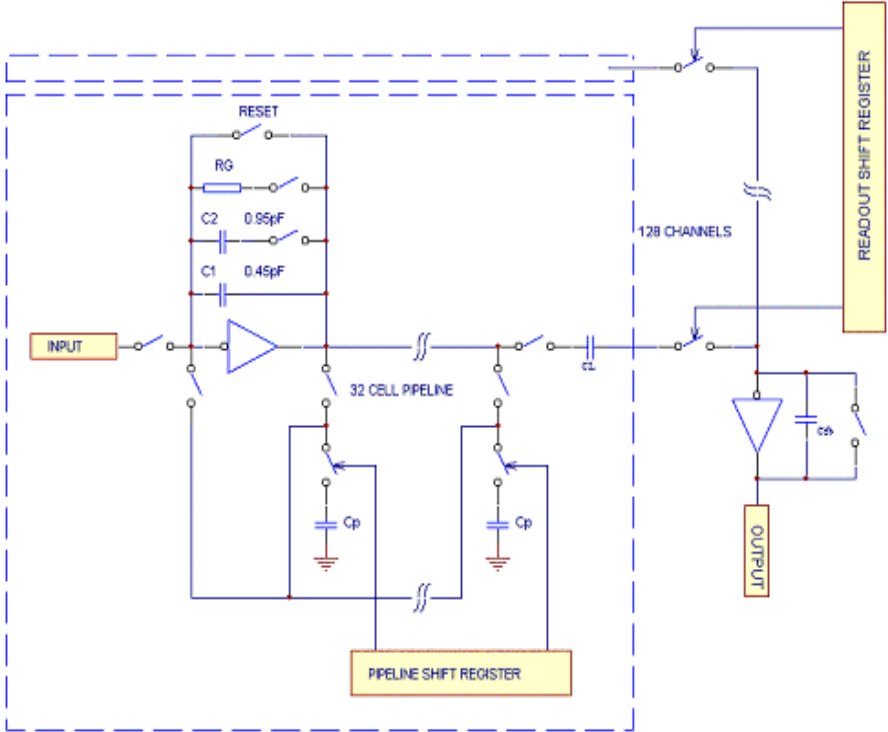 RESET
RG
C2 0.95pF
C1 0.45pF
INPUT
32 CELL PIPELINE
Cp
Cp
PIPELINE SHIFT REGISTER
128 CHANNELS
READOUT SHIFT REGISTER
OUTPUT